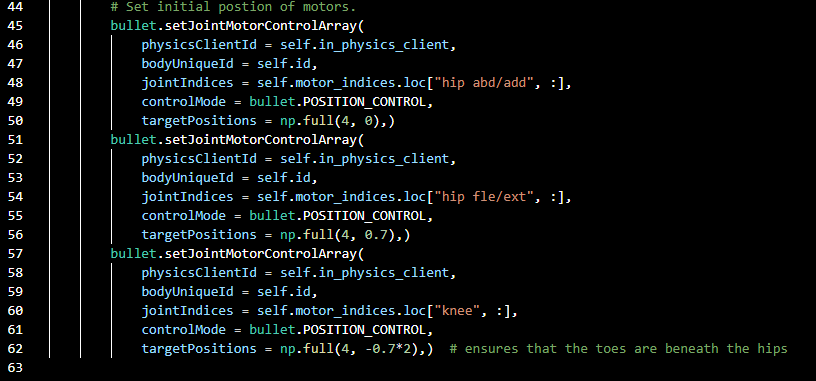 44 # Set initial postion of motors.
45 bullet.setJointMotorControlArray(
46 physicsClientId = self.in_physics_client,
47 bodyUniqueId = self.id,
48 jointIndices = self.motor_indices.loc["hip abd/add", :],
49 controlMode = bullet.POSITION_CONTROL,
50 targetPositions = np.full(4, 0),)
51 bullet.setJointMotorControlArray(
52 physicsClientId = self.in_physics_client,
53 bodyUniqueId = self.id,
54 jointIndices = self.motor_indices.loc["hip fle/ext", :],
55 controlMode = bullet.POSITION_CONTROL,
56 targetPositions = np.full(4, 0.7),)
57 bullet.setJointMotorControlArray(
58 physicsClientId = self.in_physics_client,
59 bodyUniqueId = self.id,
60 jointIndices = self.motor_indices.loc["knee", :],
61 controlMode = bullet.POSITION_CONTROL,
62 targetPositions = np.full(4, -0.7*2),) # ensures that the toes are beneath the hips
63